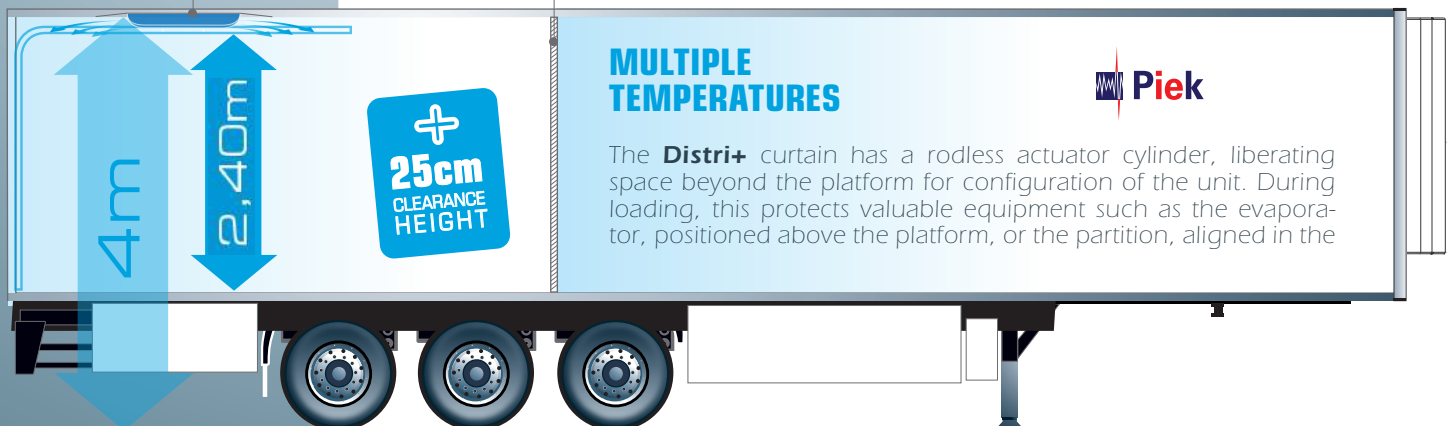 4m
2,40m
25cm
CLEARANCE
HEIGHT
MULTIPLE
TEMPERATURES
Piek
The Distri+ curtain has a rodless actuator cylinder, liberating
space beyond the platform for configuration of the unit. During
loading, this protects valuable equipment such as the evapora-
tor, positioned above the platform, or the partition, aligned in the